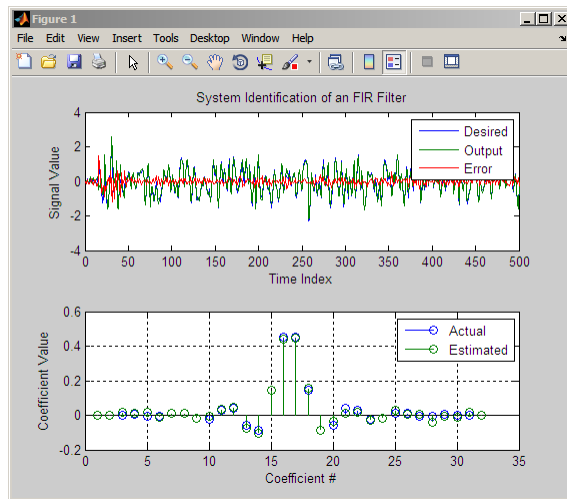 Figure 1
File Edit View Insert Tools Desktop Window Help
System Identification of an FIR Filter
Signal Value
4
2
0
-2
-4
Desired
Output
Error
0 50 100 150 200 250 300 350 400 450 500
Time Index
Coefficient Value
0.6
0.4
0.2
0
-0.2
Actual
Estimated
0 5 10 15 20 25 30 35
Coefficient #